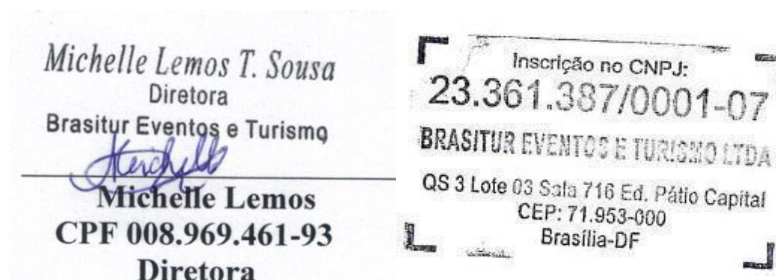 Michelle Lemos T. Sousa
Diretora
Brasitur Eventos e Turismo
Michelle
Michelle Lemos
CPF 008.969.461-93
Diretora
Inscrição no CNPJ:
23.361.387/0001-07
BRASITUR EVENTOS E TURISMO LTDA
QS 3 Lote 03 Sala 716 Ed. Pátio Capital
CEP: 71.953-000
Brasília-DF